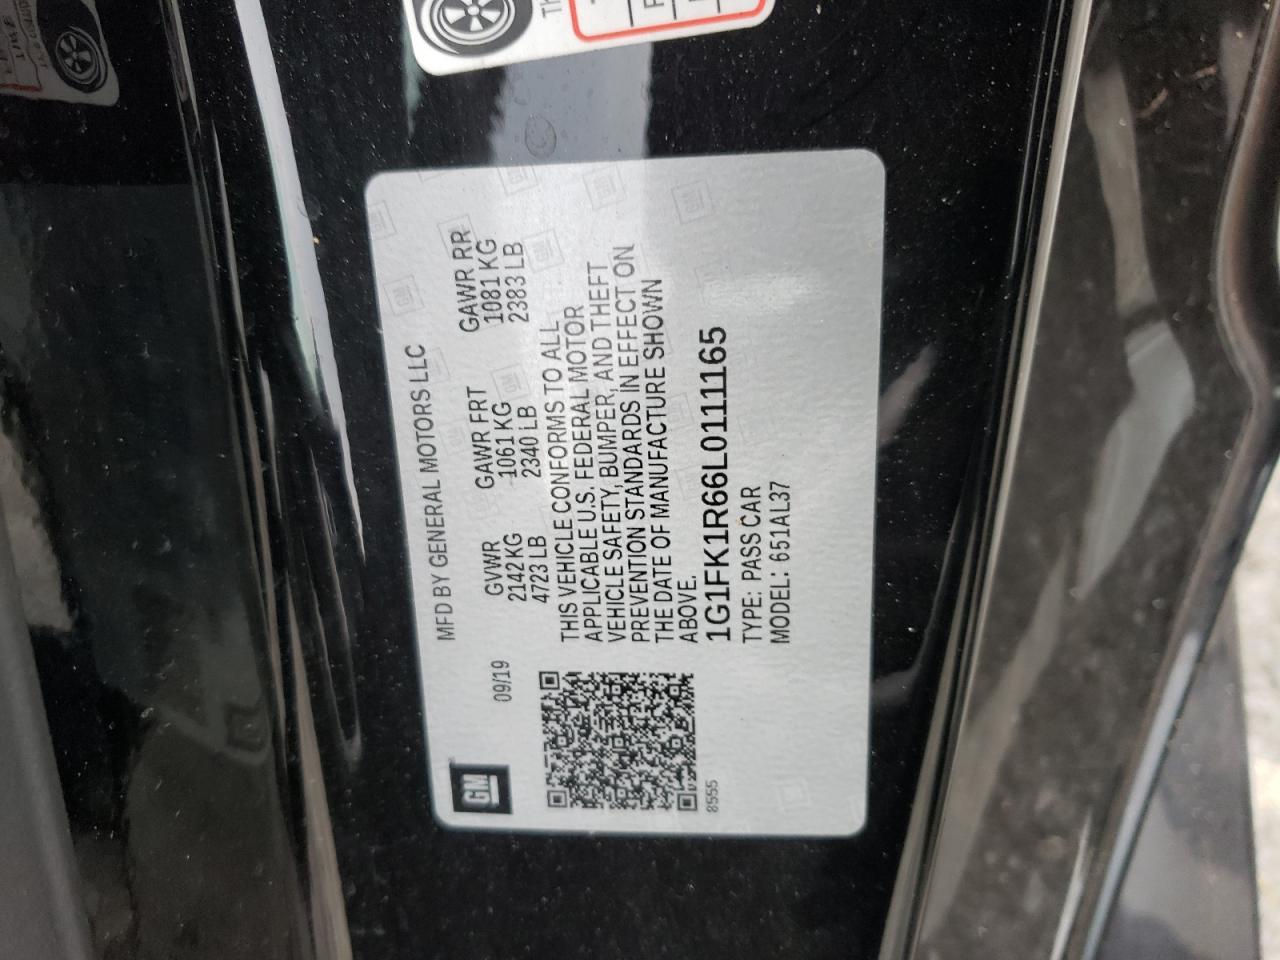 GM
MFD BY GENERAL MOTORS LLC
09/19
GVWR GAWR FRT GAWR RR
2142 KG 1061 KG 1081 KG
4723 LB 2340 LB 2383 LB
THIS VEHICLE CONFORMS TO ALL
APPLICABLE U.S. FEDERAL MOTOR
VEHICLE SAFETY, BUMPER, AND THEFT
PREVENTION STANDARDS IN EFFECT ON
THE DATE OF MANUFACTURE SHOWN
ABOVE.
1G1FK1R66L0111165
TYPE: PASS CAR
MODEL: 651AL37
8555